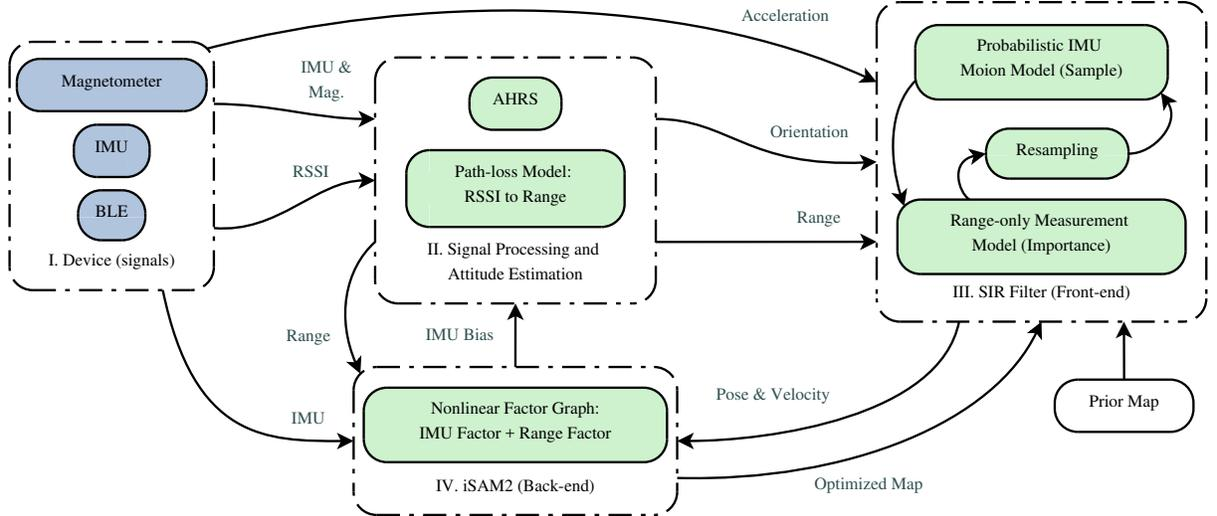 Magnetometer
IMU
BLE
I. Device (signals)
Acceleration
IMU &
Mag.
RSSI
AHRS
Path-loss Model:
RSSI to Range
II. Signal Processing and
Attitude Estimation
Orientation
Range
Probabilistic IMU
Moion Model (Sample)
Resampling
Range-only Measurement
Model (Importance)
III. SIR Filter (Front-end)
Range
IMU Bias
IMU
Nonlinear Factor Graph:
IMU Factor + Range Factor
IV. iSAM2 (Back-end)
Pose & Velocity
Optimized Map
Prior Map